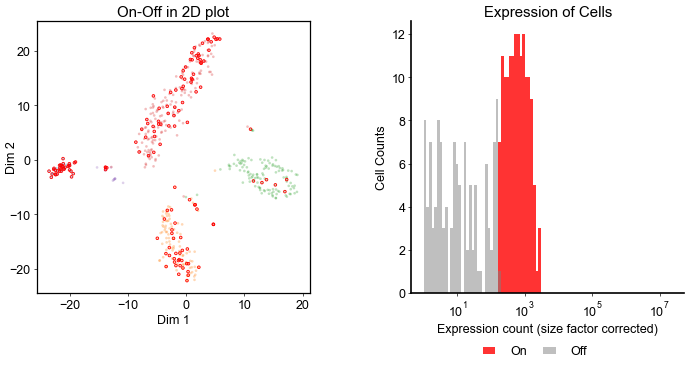 On-Off in 2D plot
20
10
0
−10
−20
Dim 2
−20 −10 0 10 20
Dim 1
Expression of Cells
12
10
8
6
4
2
0
Cell Counts
10^1 10^3 10^5 10^7
Expression count (size factor corrected)
On Off